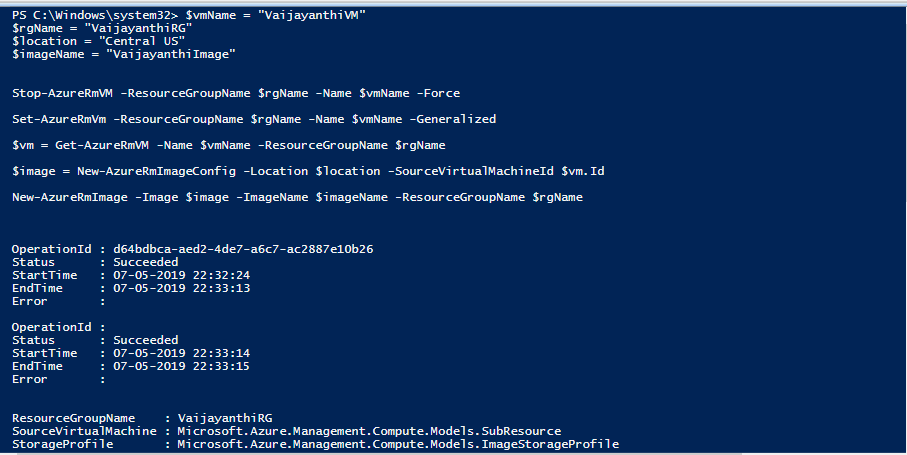 PS C:\Windows\system32> $vmName = "VaijayanthiVM"
$rgName = "VaijayanthiRG"
$location = "Central US"
$imageName = "VaijayanthiImage"
Stop-AzureRmVM -ResourceGroupName $rgName -Name $vmName -Force
Set-AzureRmVm -ResourceGroupName $rgName -Name $vmName -Generalized
$vm = Get-AzureRmVM -Name $vmName -ResourceGroupName $rgName
$image = New-AzureRmImageConfig -Location $location -SourceVirtualMachineId $vm.Id
New-AzureRmImage -Image $image -ImageName $imageName -ResourceGroupName $rgName
OperationId : d64bdbca-aed2-4de7-a6c7-ac2887e10b26
Status      : Succeeded
StartTime   : 07-05-2019 22:32:24
EndTime     : 07-05-2019 22:33:13
Error       :
OperationId :
Status      : Succeeded
StartTime   : 07-05-2019 22:33:14
EndTime     : 07-05-2019 22:33:15
Error       :
ResourceGroupName    : VaijayanthiRG
SourceVirtualMachine : Microsoft.Azure.Management.Compute.Models.SubResource
StorageProfile       : Microsoft.Azure.Management.Compute.Models.ImageStorageProfile